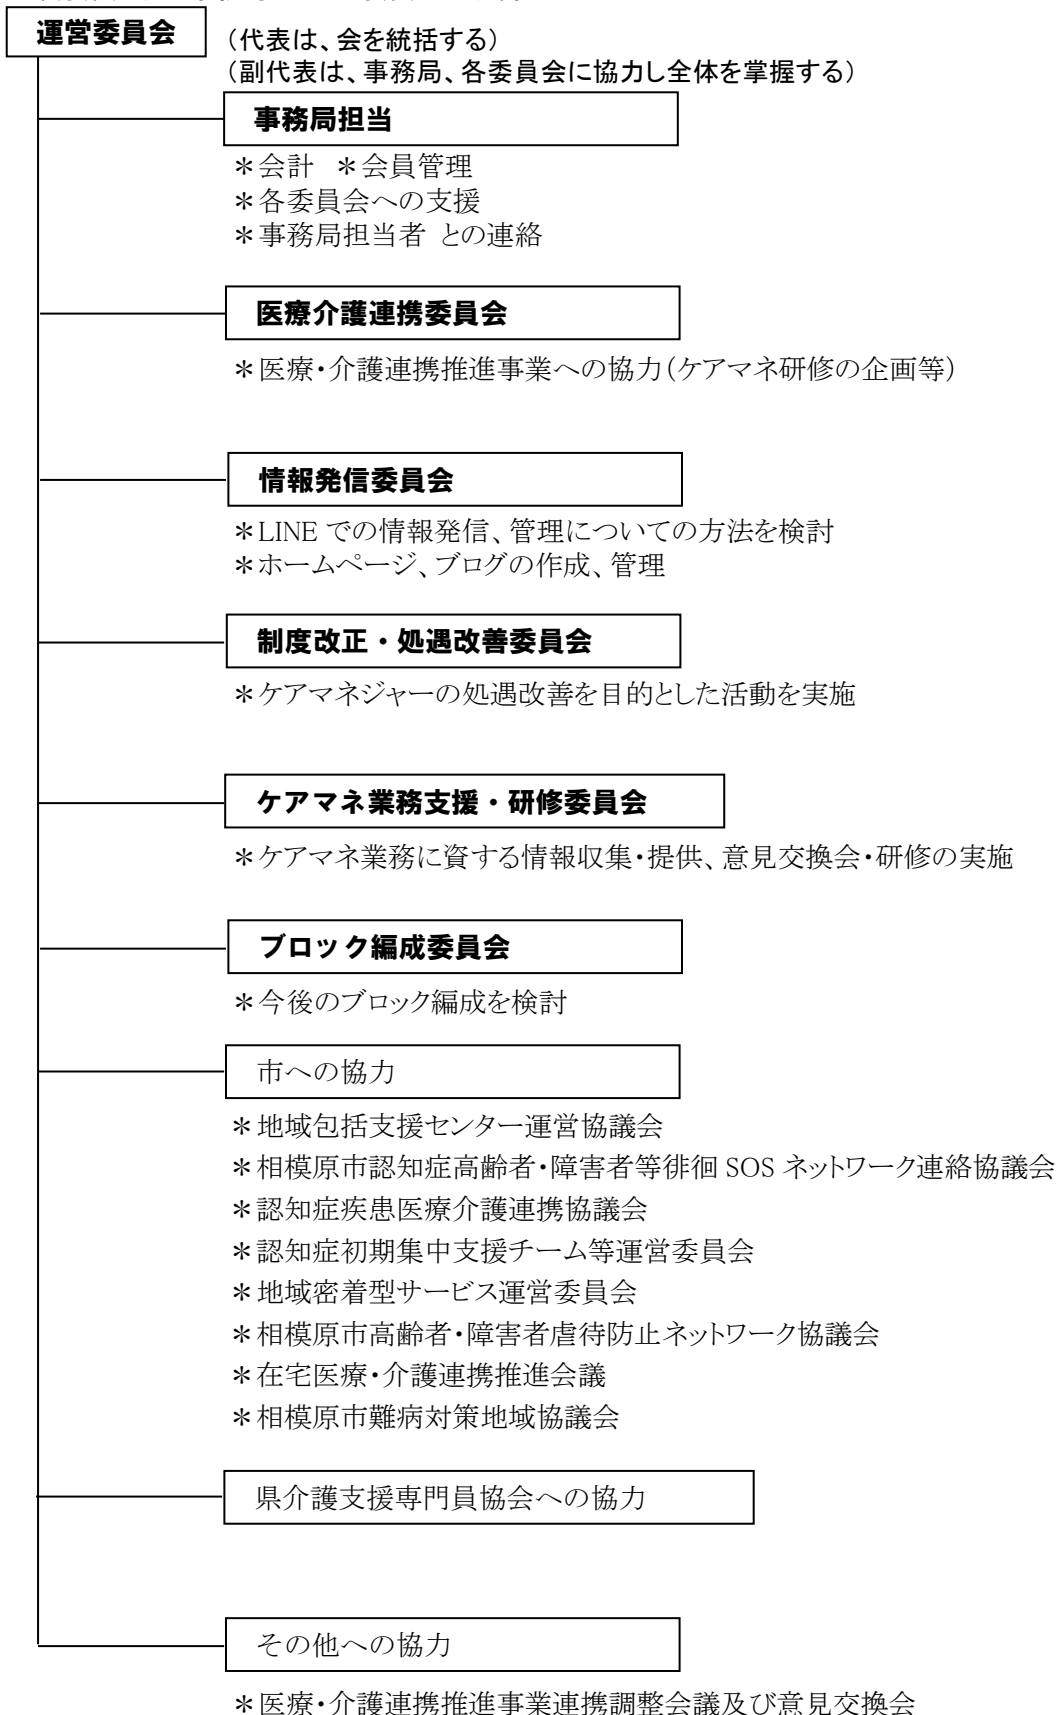 運営委員会
（代表は、会を統括する）
（副代表は、事務局、各委員会に協力し全体を掌握する）
事務局担当
＊会計　＊会員管理
＊各委員会への支援
＊事務局担当者 との連絡
医療介護連携委員会
＊医療・介護連携推進事業への協力（ケアマネ研修の企画等）
情報発信委員会
＊LINE での情報発信、管理についての方法を検討
＊ホームページ、ブログの作成、管理
制度改正・処遇改善委員会
＊ケアマネジャーの処遇改善を目的とした活動を実施
ケアマネ業務支援・研修委員会
＊ケアマネ業務に資する情報収集・提供、意見交換会・研修の実施
ブロック編成委員会
＊今後のブロック編成を検討
市への協力
＊地域包括支援センター運営協議会
＊相模原市認知症高齢者・障害者等徘徊 SOS ネットワーク連絡協議会
＊認知症疾患医療介護連携協議会
＊認知症初期集中支援チーム等運営委員会
＊地域密着型サービス運営委員会
＊相模原市高齢者・障害者虐待防止ネットワーク協議会
＊在宅医療・介護連携推進会議
＊相模原市難病対策地域協議会
県介護支援専門員協会への協力
その他への協力
＊医療・介護連携推進事業連携調整会議及び意見交換会